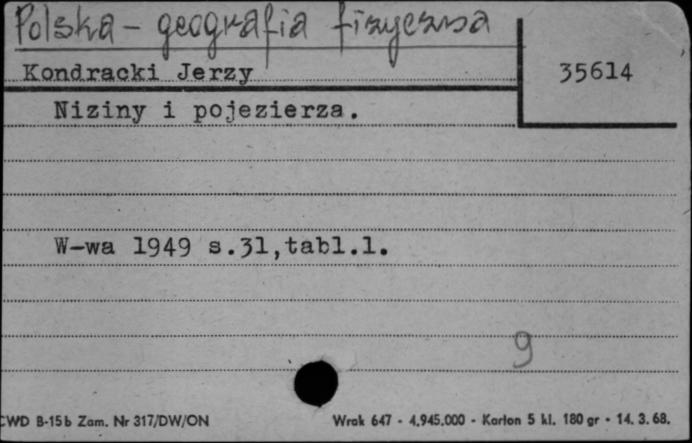 Polska - geografia fizyczna
Kondracki Jerzy
35614
Niziny i pojezierza.
W-wa 1949 s.31,tabl.1.
9
CWD B-15b Zam. Nr 317/DW/ON
Wrak 647 - 4.945.000 - Karton 5 kl. 180 gr - 14. 3. 68.